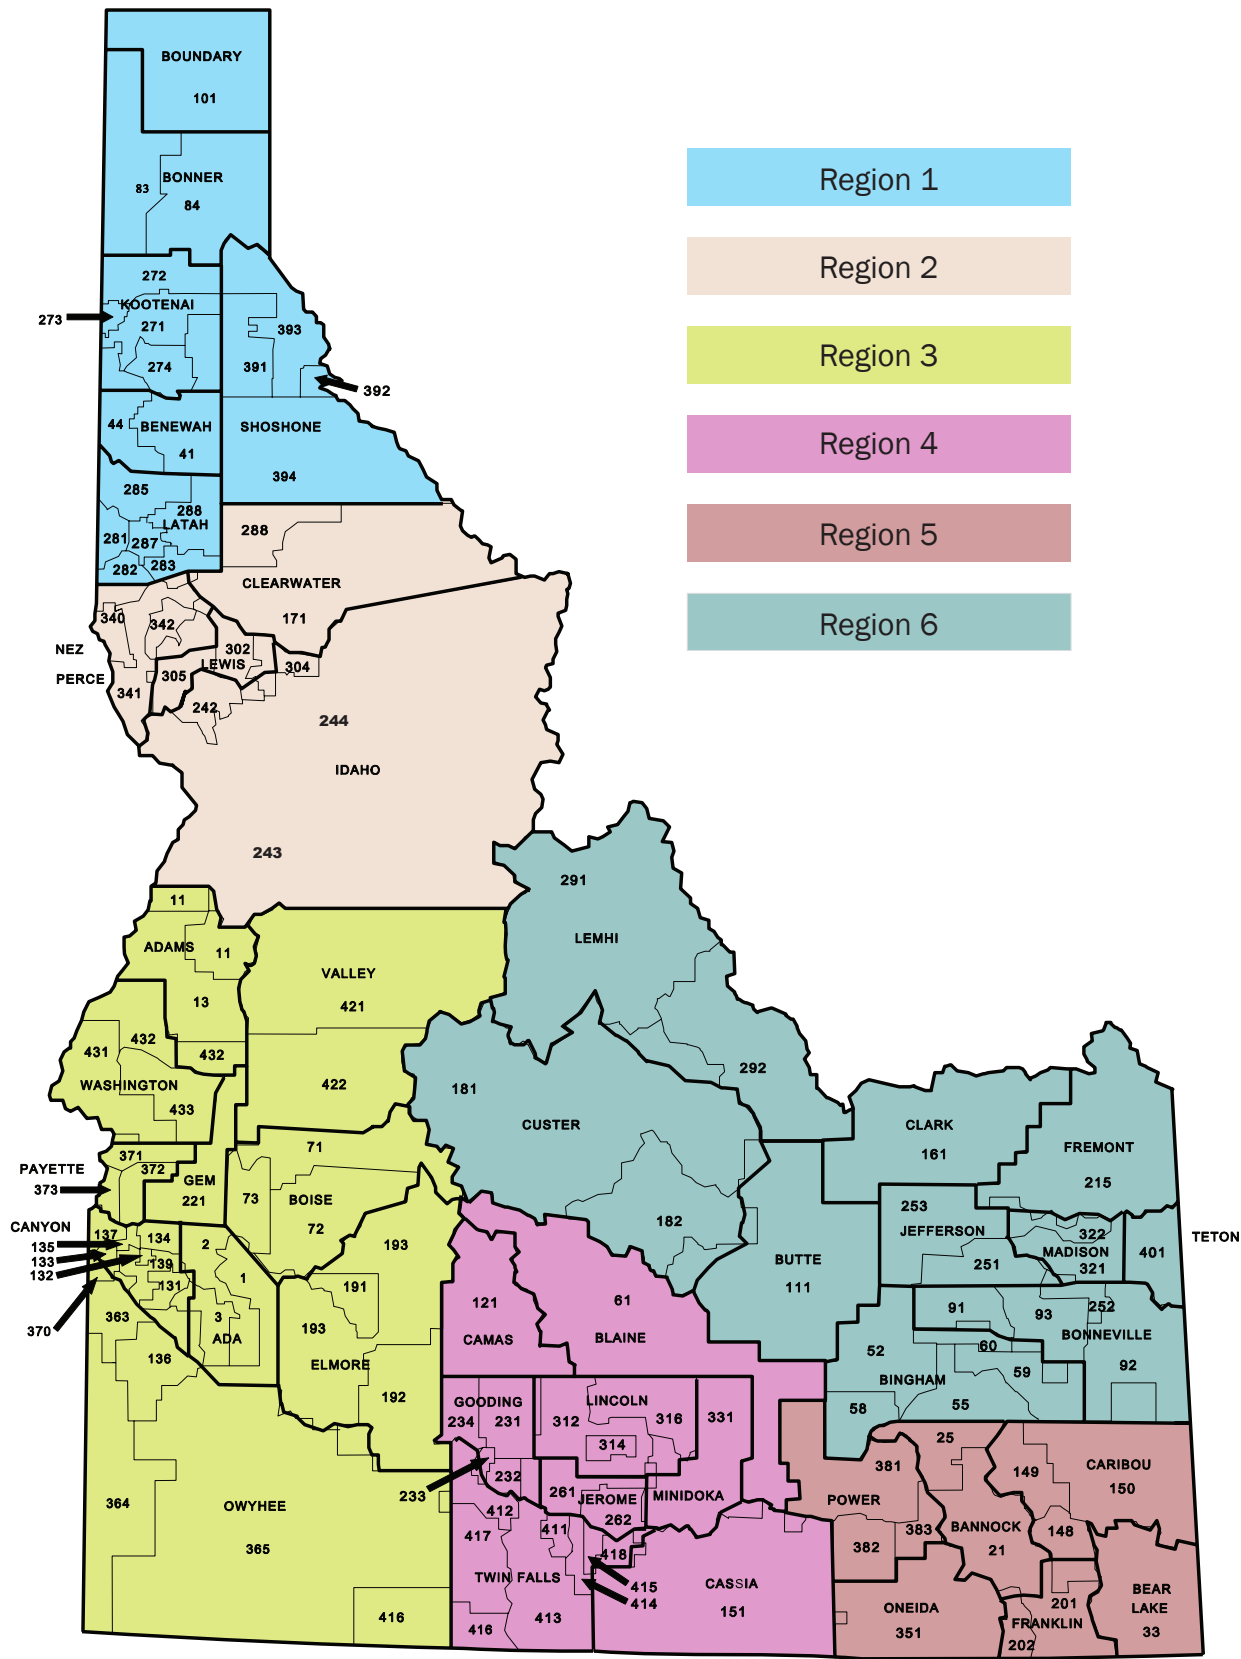 BOUNDARY
101
83
BONNER
84
Region 1
Region 2
Region 3
Region 4
Region 5
Region 6
272
KOOTENAI
273
271
274
393
391
392
44
BENEWAH
41
SHOSHONE
394
285
288
LATAH
281
287
282
283
288
CLEARWATER
171
340
342
NEZ
PERCE
341
302
LEWIS
305
304
242
244
IDAHO
243
11
ADAMS
11
13
VALLEY
421
422
431
432
432
WASHINGTON
433
291
LEMHI
292
181
CUSTER
182
CLARK
161
FREMONT
215
371
372
PAYETTE
373
GEM
221
71
73
BOISE
72
CANYON
137
134
135
133
132
139
131
370
2
1
3
ADA
193
191
193
ELMORE
192
363
136
364
OWYHEE
365
416
121
CAMAS
61
BLAINE
BUTTE
111
253
JEFFERSON
251
322
MADISON
321
401
TETON
91
93
252
BONNEVILLE
92
52
60
59
BINGHAM
58
55
GOODING
234
231
233
232
LINCOLN
312
316
314
331
261
JEROME
262
MINIDOKA
412
417
411
418
415
414
TWIN FALLS
413
416
CASSIA
151
25
381
POWER
383
382
149
CARIBOU
150
BANNOCK
21
148
ONEIDA
351
201
FRANKLIN
202
BEAR
LAKE
33